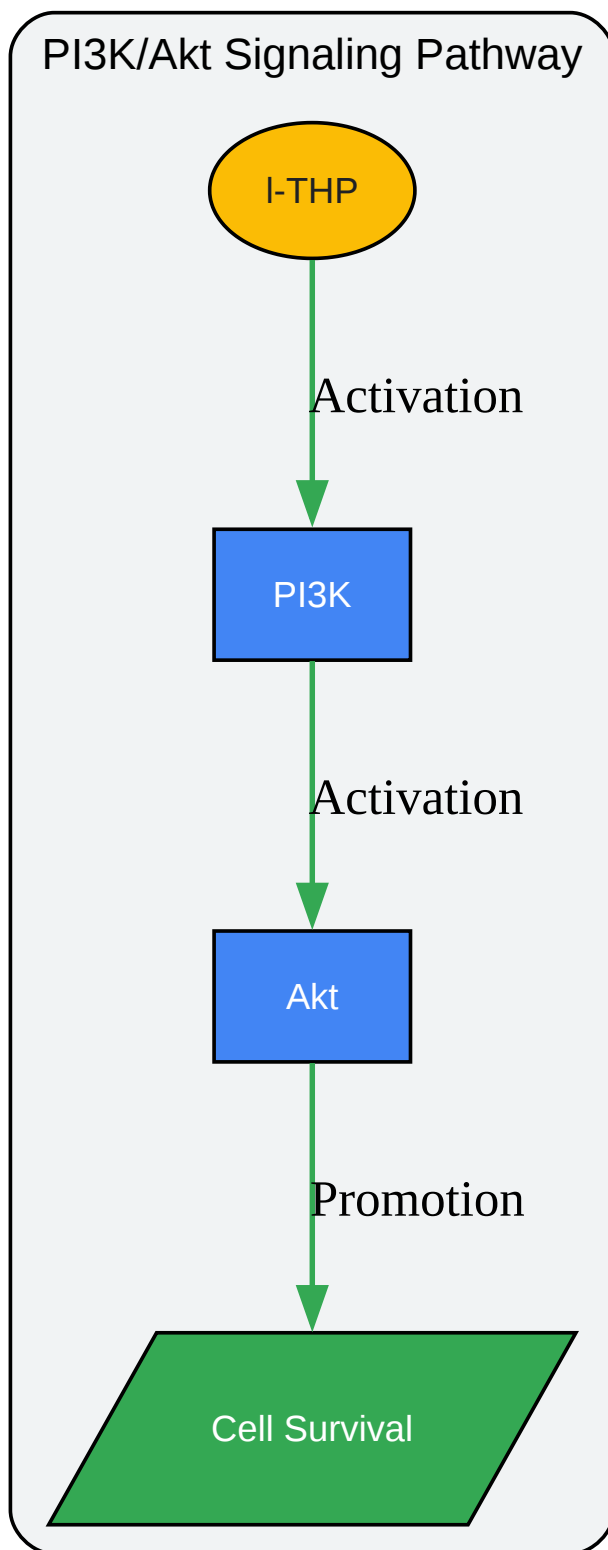 PI3K/Akt Signaling Pathway
l-THP
Activation
PI3K
Activation
Akt
Promotion
Cell Survival